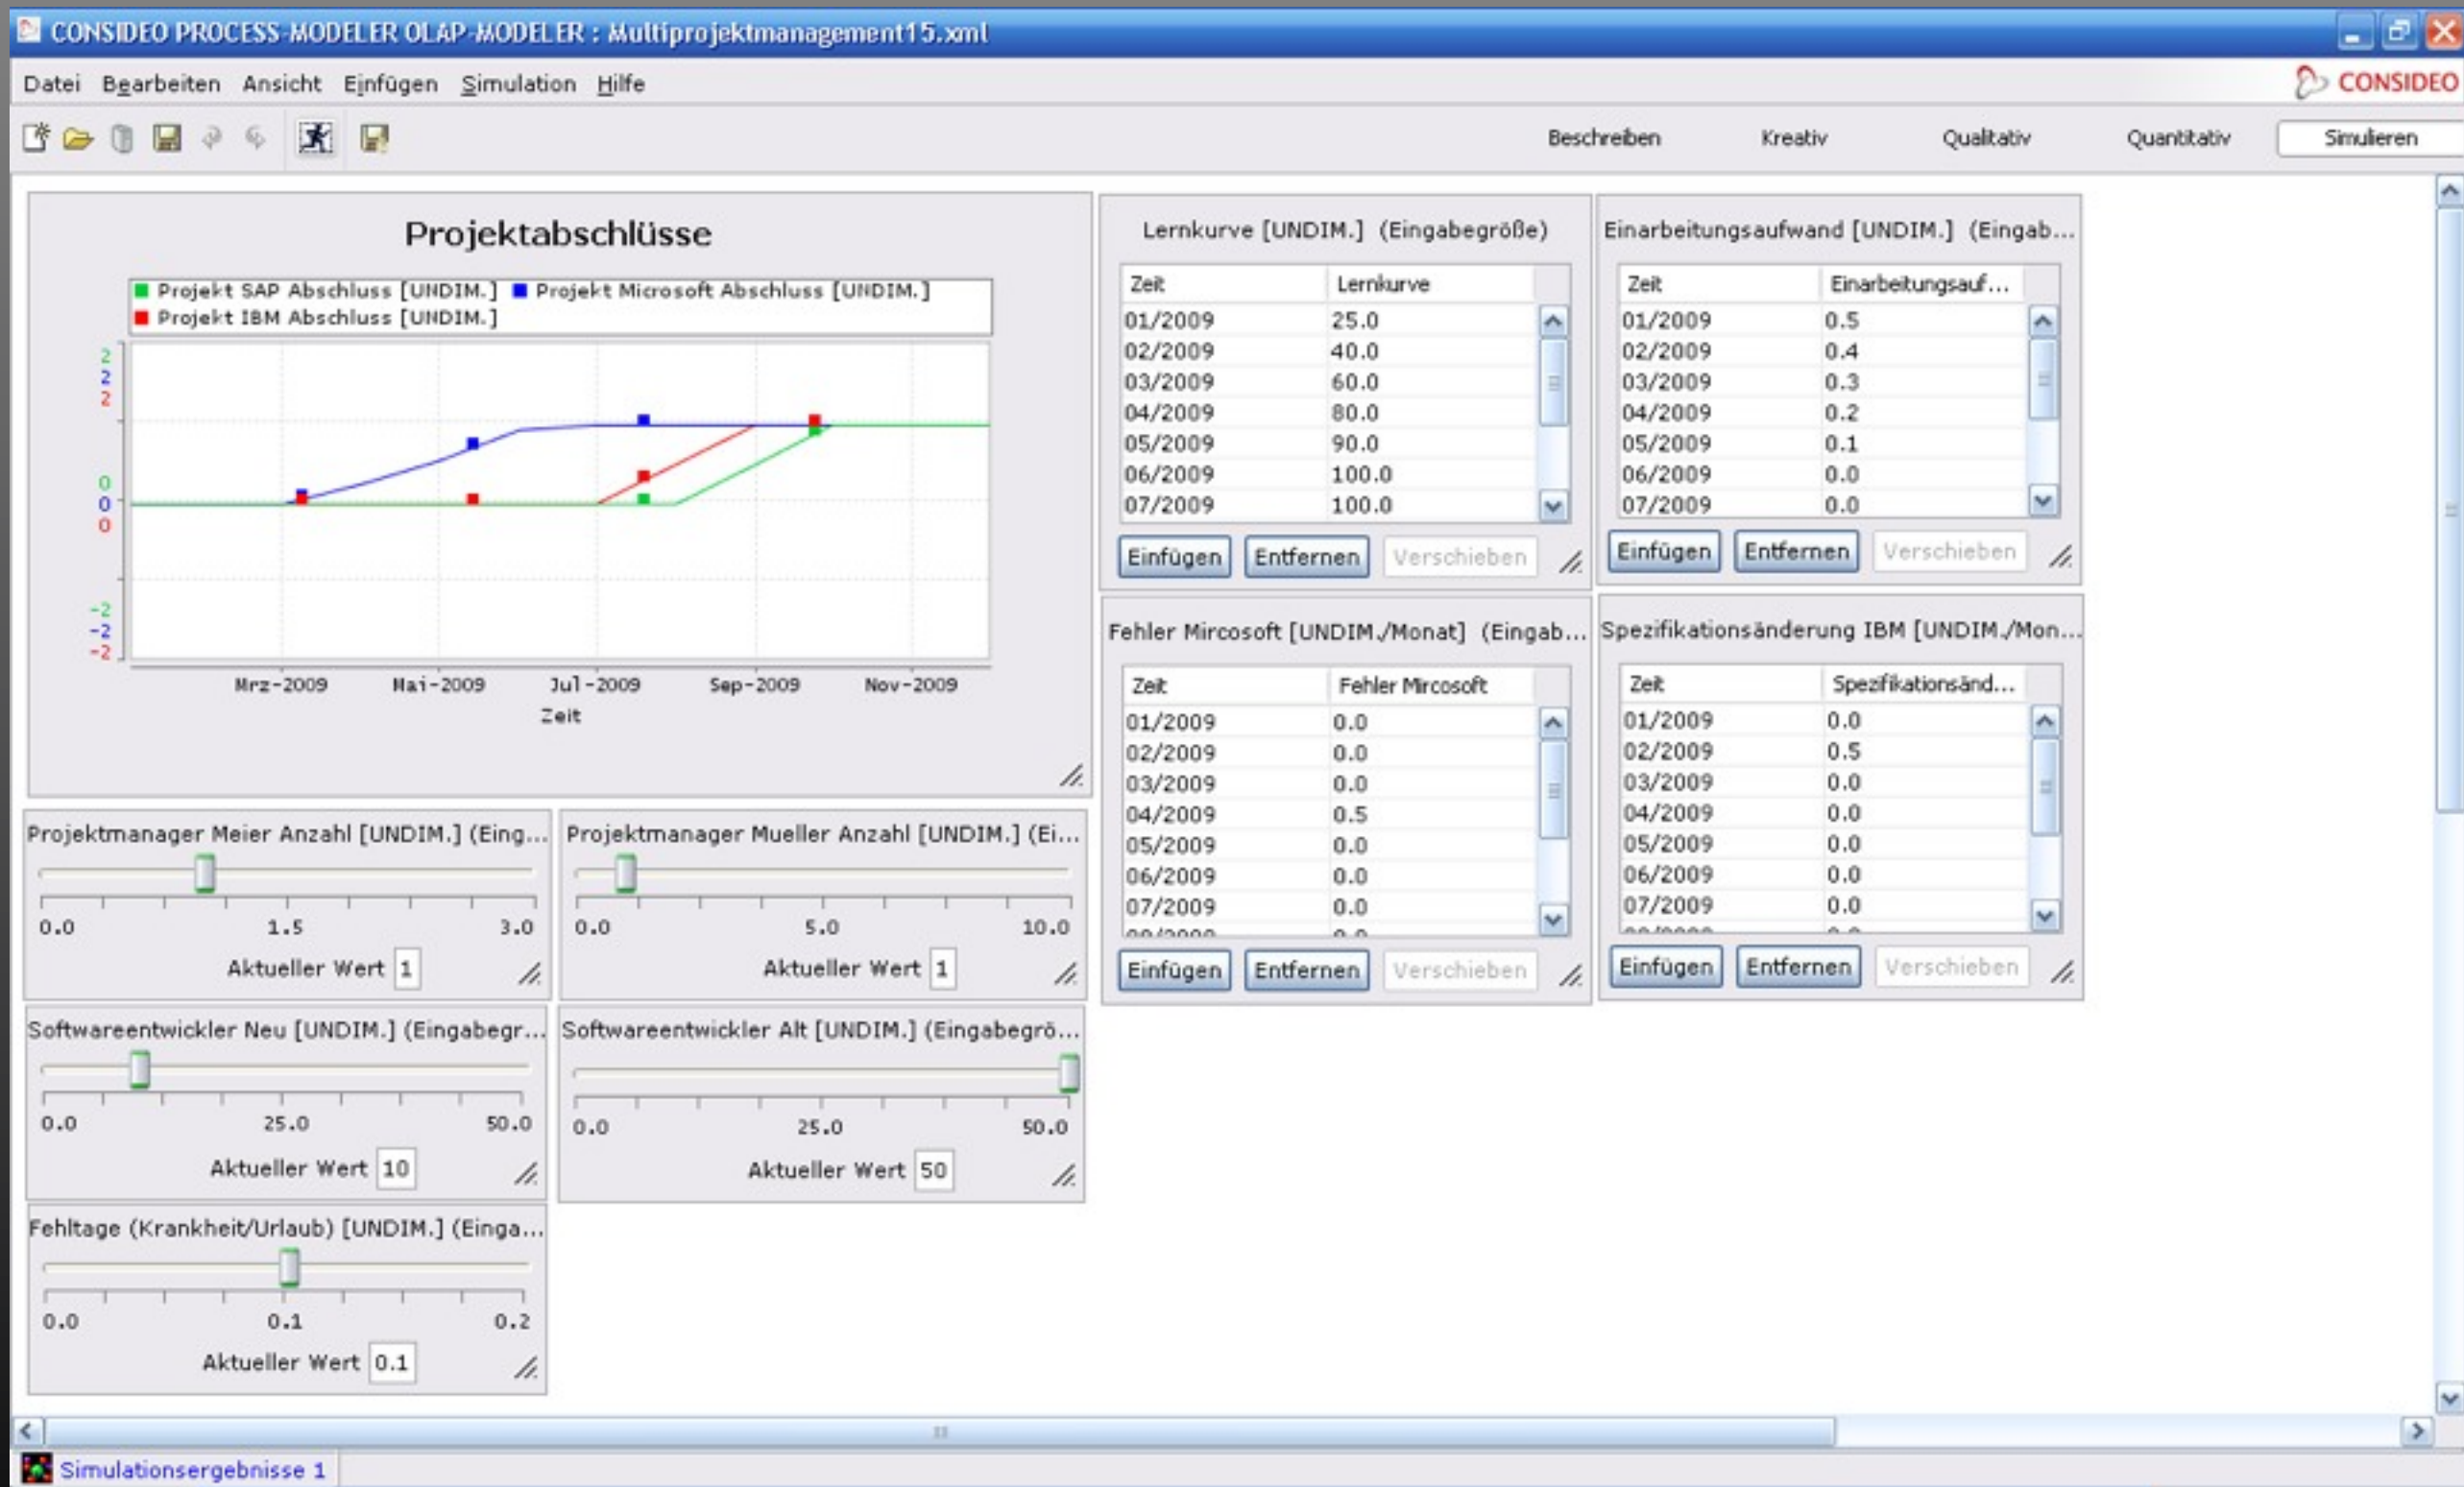 CONSIDEO PROCESS-MODELER OLAP-MODELER : Multiprojektmanagement15.xml
Datei Bearbeiten Ansicht Einfügen Simulation Hilfe
CONSIDEO
Beschreiben Kreativ Qualitativ Quantitativ Simulieren
Projektabschlüsse
Projekt SAP Abschluss [UNDIM.] Projekt Microsoft Abschluss [UNDIM.]
Projekt IBM Abschluss [UNDIM.]
2
2
2
0
0
0
-2
-2
-2
Mrz-2009 Mai-2009 Jul-2009 Sep-2009 Nov-2009
Zeit
Lernkurve [UNDIM.] (Eingabegröße)
Zeit Lernkurve
01/2009 25.0
02/2009 40.0
03/2009 60.0
04/2009 80.0
05/2009 90.0
06/2009 100.0
07/2009 100.0
Einfügen Entfernen Verschieben
Einarbeitungsaufwand [UNDIM.] (Eingab...
Zeit Einarbeitungsauf...
01/2009 0.5
02/2009 0.4
03/2009 0.3
04/2009 0.2
05/2009 0.1
06/2009 0.0
07/2009 0.0
Einfügen Entfernen Verschieben
Fehler Mircosoft [UNDIM./Monat] (Eingab...
Zeit Fehler Mircosoft
01/2009 0.0
02/2009 0.0
03/2009 0.0
04/2009 0.5
05/2009 0.0
06/2009 0.0
07/2009 0.0
Einfügen Entfernen Verschieben
Spezifikationsänderung IBM [UNDIM./Mon...
Zeit Spezifikationsänd...
01/2009 0.0
02/2009 0.5
03/2009 0.0
04/2009 0.0
05/2009 0.0
06/2009 0.0
07/2009 0.0
Einfügen Entfernen Verschieben
Projektmanager Meier Anzahl [UNDIM.] (Eing...
0.0 1.5 3.0
Aktueller Wert 1
Projektmanager Mueller Anzahl [UNDIM.] (Ei...
0.0 5.0 10.0
Aktueller Wert 1
Softwareentwickler Neu [UNDIM.] (Eingabegr...
0.0 25.0 50.0
Aktueller Wert 10
Softwareentwickler Alt [UNDIM.] (Eingabegrö...
0.0 25.0 50.0
Aktueller Wert 50
Fehltage (Krankheit/Urlaub) [UNDIM.] (Einga...
0.0 0.1 0.2
Aktueller Wert 0.1
Simulationsergebnisse 1